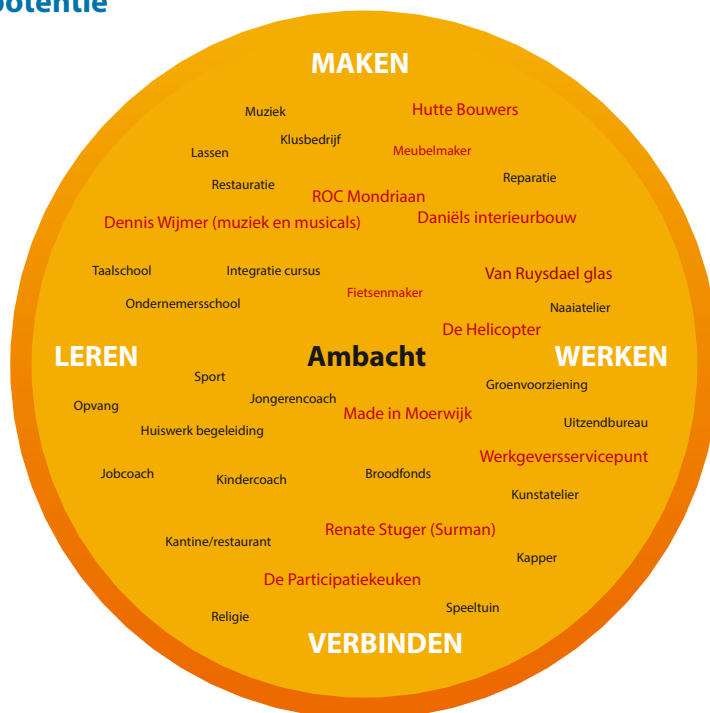 potentie
MAKEN
Muziek
Hutte Bouwers
Klusbedrijf
Lassen
Meubelmaker
Reparatie
Restauratie
ROC Mondriaan
Dennis Wijmer (muziek en musicals)
Daniëls interieurbouw
Taalschool
Integratie cursus
Van Ruysdael glas
Fietsenmaker
Ondernemersschool
Naaiatelier
De Helicopter
LEREN
Ambacht
WERKEN
Sport
Groenvoorziening
Opvang
Jongerencoach
Made in Moerwijk
Uitzendbureau
Huiswerk begeleiding
Werkgeversservicepunt
Jobcoach
Kindercoach
Broodfonds
Kunstatelier
Renate Stuger (Surman)
Kantine/restaurant
Kapper
De Participatiekeuken
Speeltuin
Religie
VERBINDEN